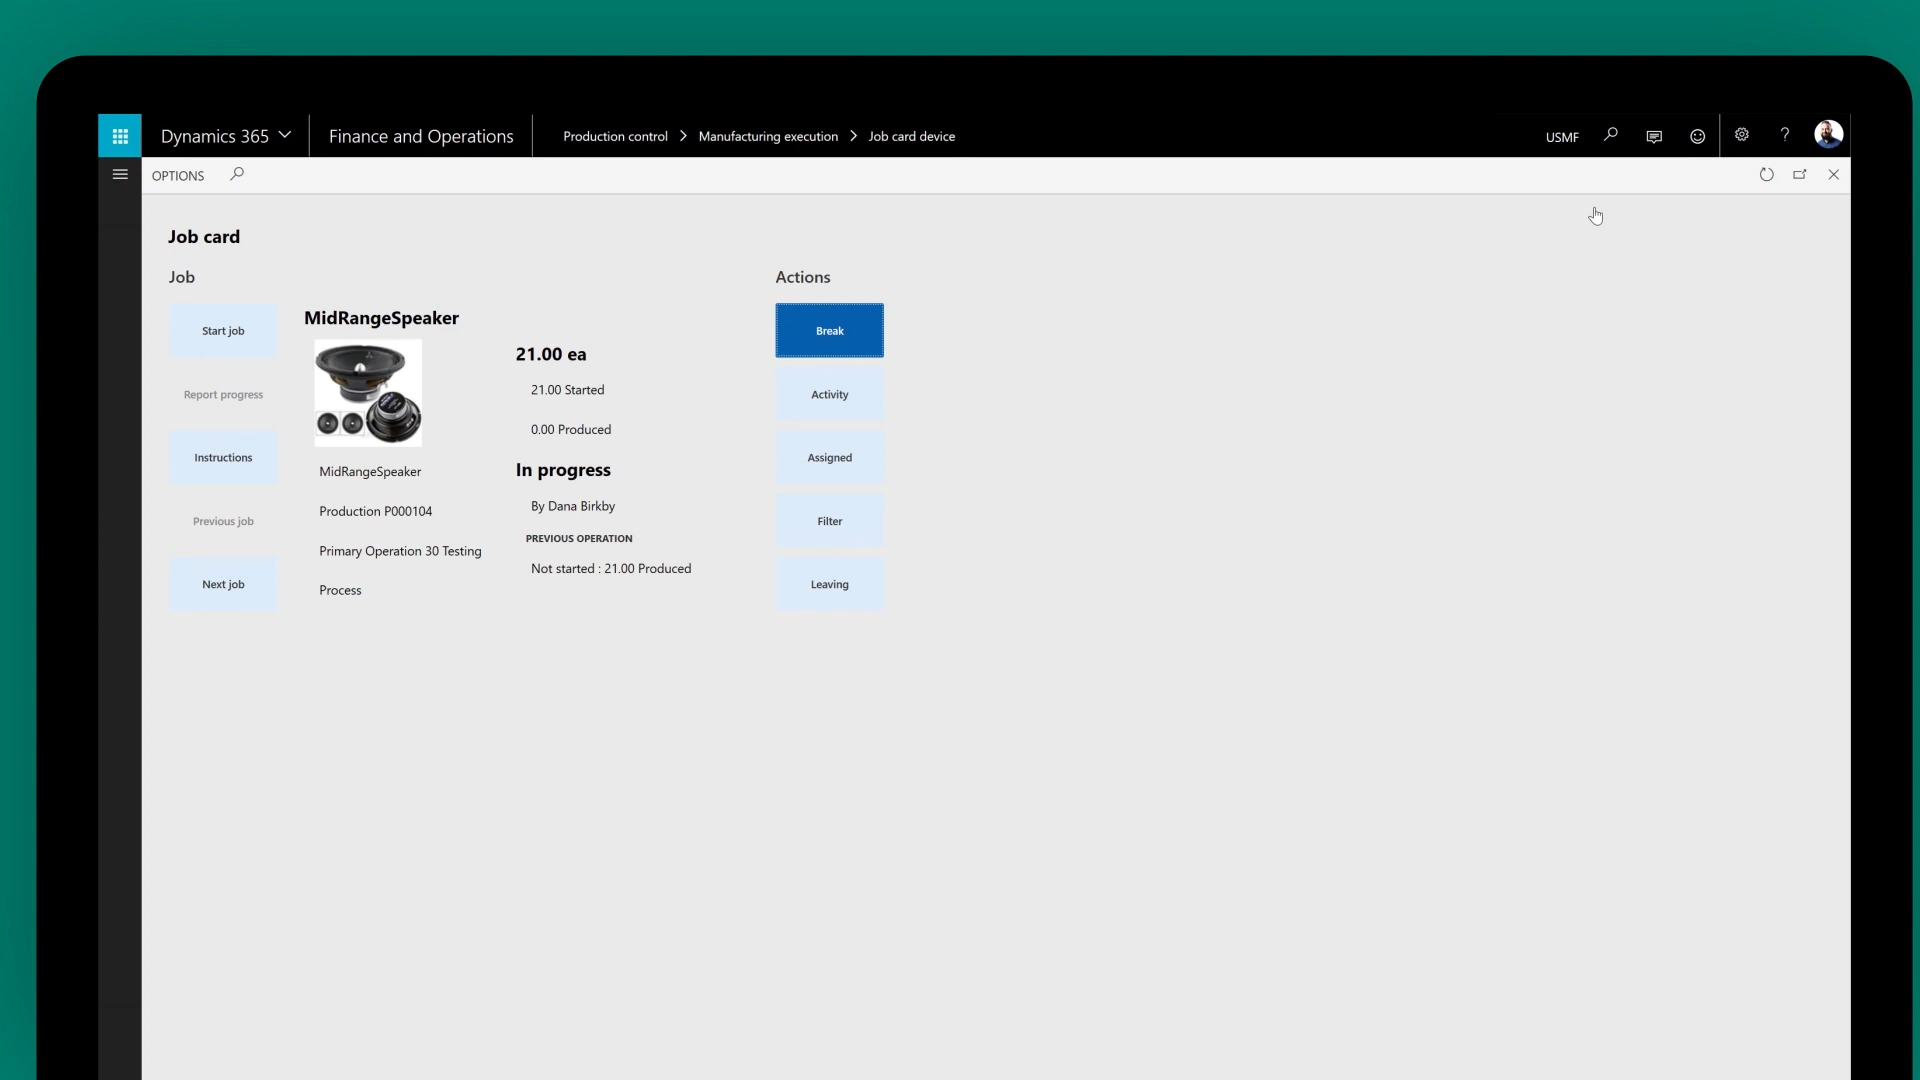 Dynamics 365
Finance and Operations
Production control > Manufacturing execution > Job card device
USMF
?
OPTIONS
Job card
Job
Actions
Start job
Report progress
Instructions
Previous job
Next job
MidRangeSpeaker
MidRangeSpeaker
Production P000104
Primary Operation 30 Testing
Process
21.00 ea
21.00 Started
0.00 Produced
In progress
By Dana Birkby
PREVIOUS OPERATION
Not started : 21.00 Produced
Break
Activity
Assigned
Filter
Leaving